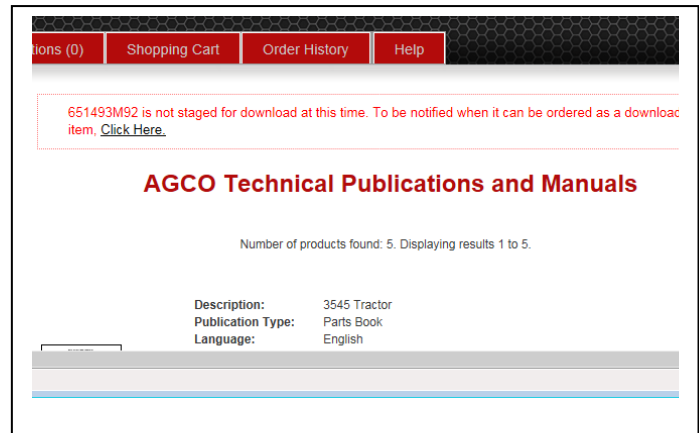 tions (0) Shopping Cart Order History Help
651493M92 is not staged for download at this time. To be notified when it can be ordered as a download
item, Click Here.
AGCO Technical Publications and Manuals
Number of products found: 5. Displaying results 1 to 5.
Description: 3545 Tractor
Publication Type: Parts Book
Language: English